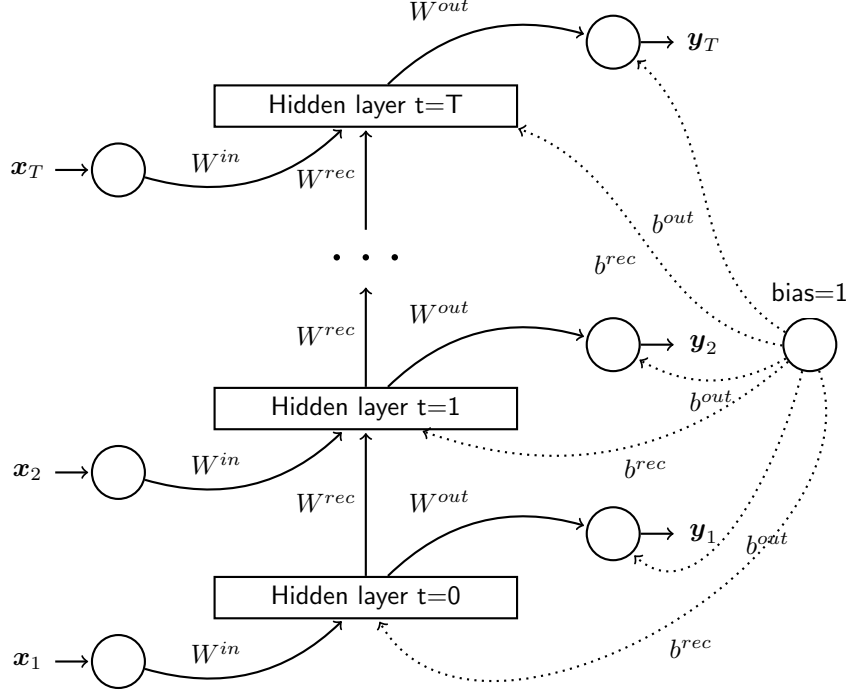 W^{out}
y_T
Hidden layer t=T
x_T
W^{in}
W^{rec}
b^{out}
b^{rec}
. . .
bias=1
W^{rec}
W^{out}
y_2
b^{out}
Hidden layer t=1
x_2
W^{in}
b^{rec}
W^{rec}
W^{out}
y_1
b^{out}
Hidden layer t=0
x_1
W^{in}
b^{rec}